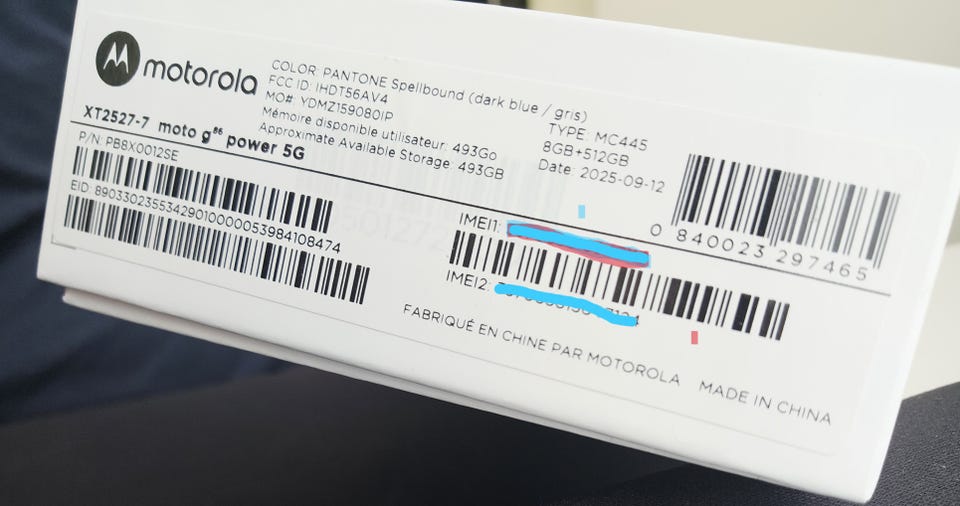 motorola
COLOR: PANTONE Spellbound (dark blue / gris)
FCC ID: IHDT56AV4
MO#: YDMZ159080IP
Mémoire disponible utilisateur: 493Go
Approximate Available Storage: 493GB
TYPE: MC445
8GB+512GB
Date: 2025-09-12
XT2527-7 moto g86 power 5G
P/N: PB8X0012SE
EID: 89033023553429010000053984108474
0 840023 297465
IMEI1:
IMEI2:
FABRIQUÉ EN CHINE PAR MOTOROLA MADE IN CHINA